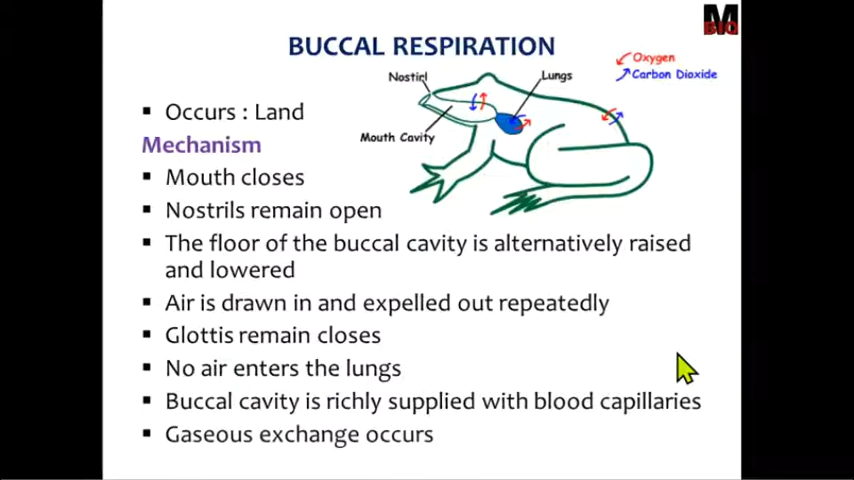 M
BIO
BUCCAL RESPIRATION
Oxygen
Carbon Dioxide
Nostirl
Lungs
Mouth Cavity
▪ Occurs : Land
Mechanism
▪ Mouth closes
▪ Nostrils remain open
▪ The floor of the buccal cavity is alternatively raised
and lowered
▪ Air is drawn in and expelled out repeatedly
▪ Glottis remain closes
▪ No air enters the lungs
▪ Buccal cavity is richly supplied with blood capillaries
▪ Gaseous exchange occurs